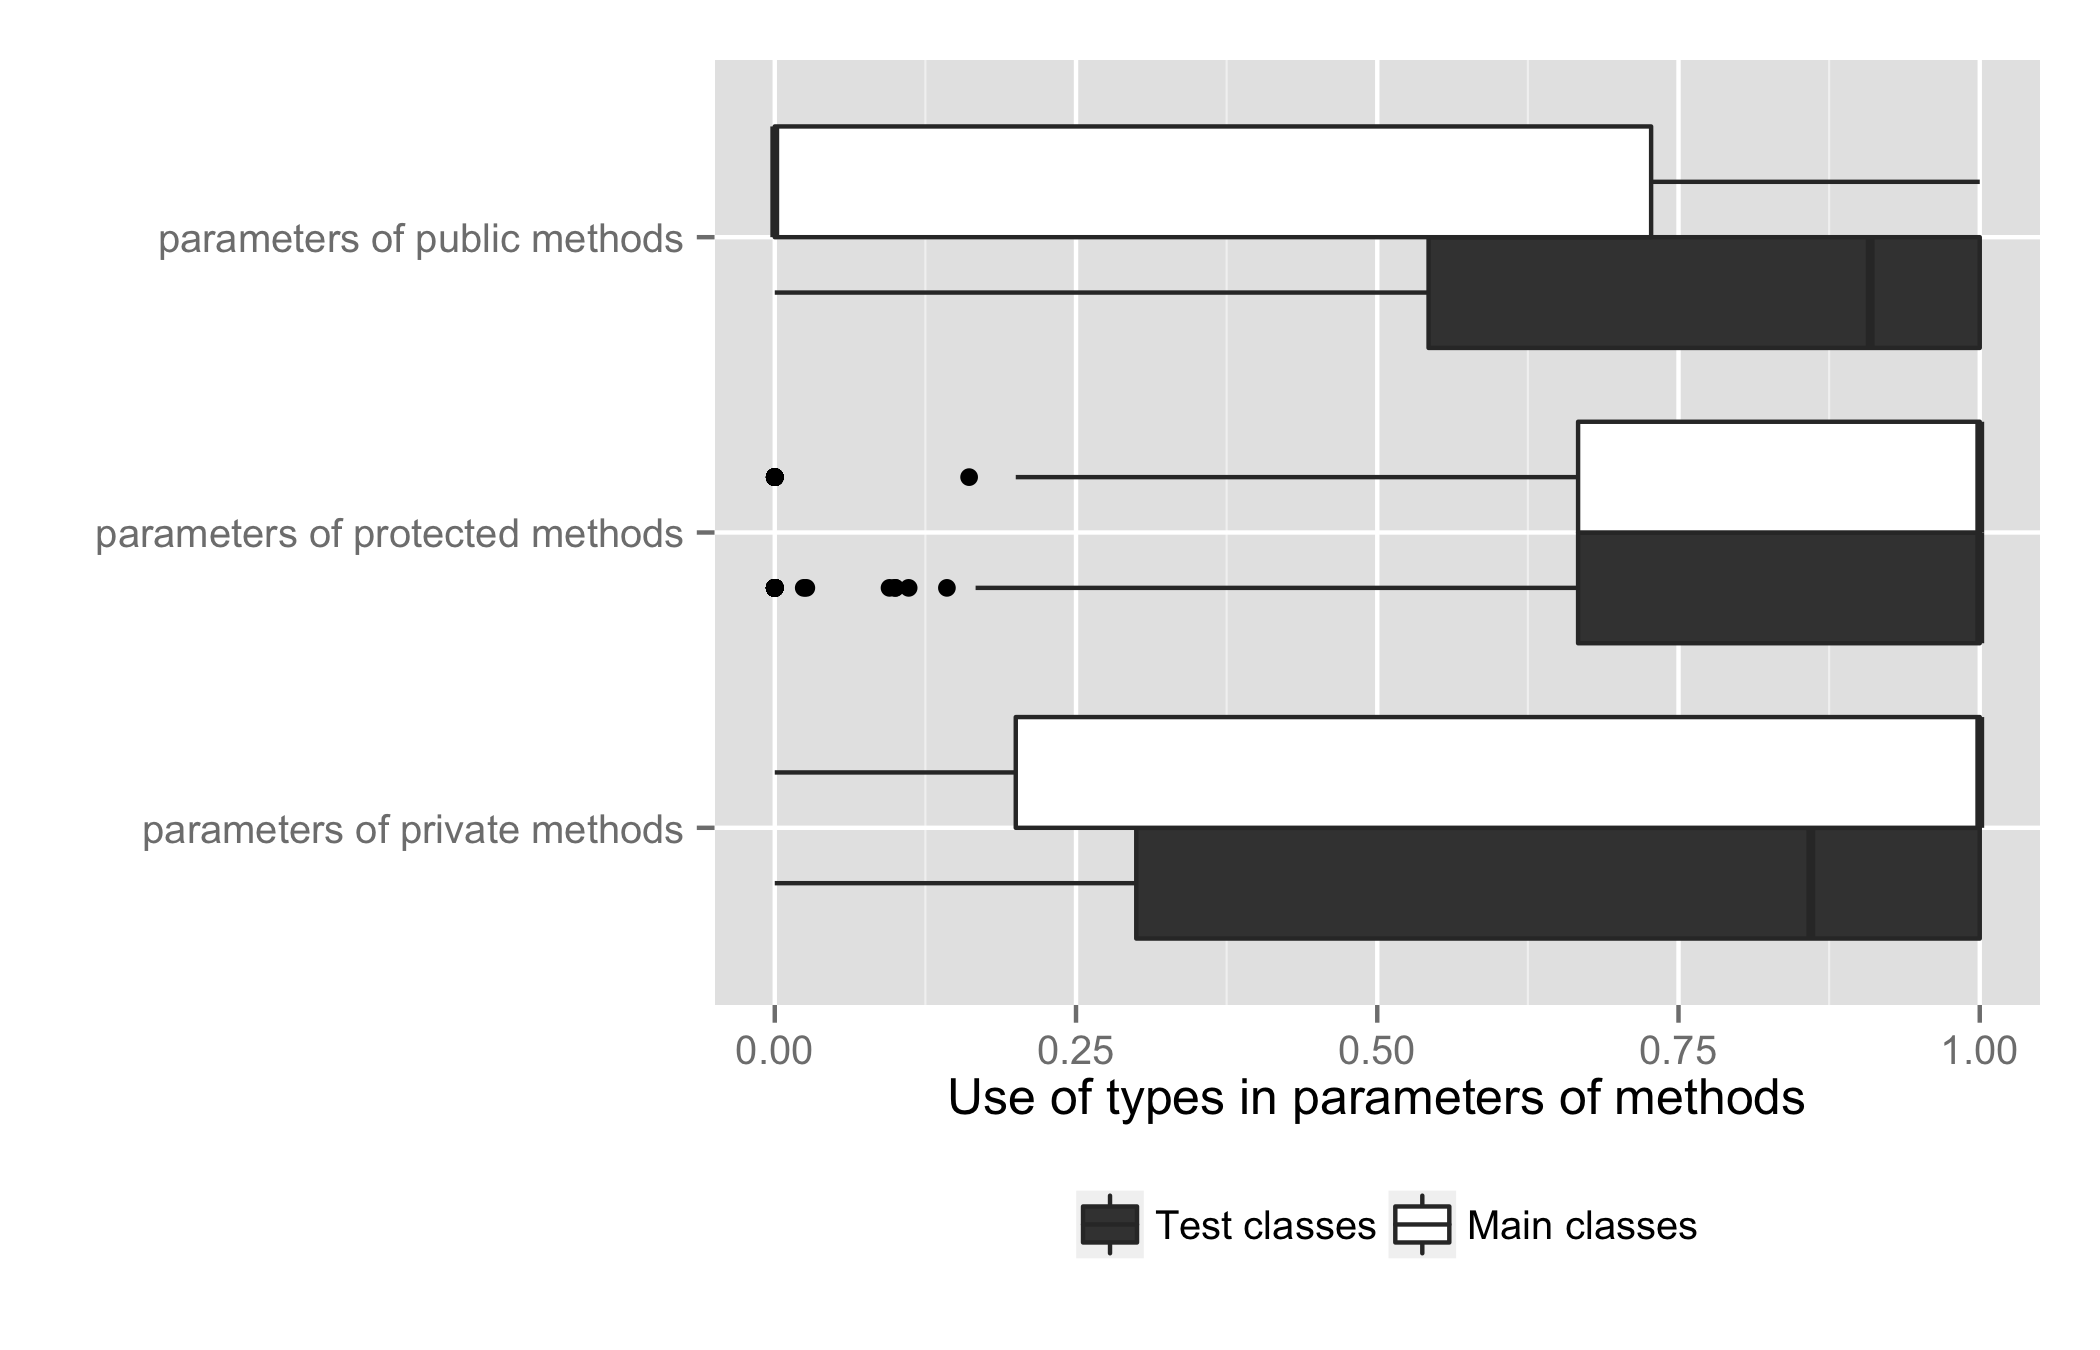 parameters of public methods
parameters of protected methods
parameters of private methods
0.00 0.25 0.50 0.75 1.00
Use of types in parameters of methods
Test classes Main classes